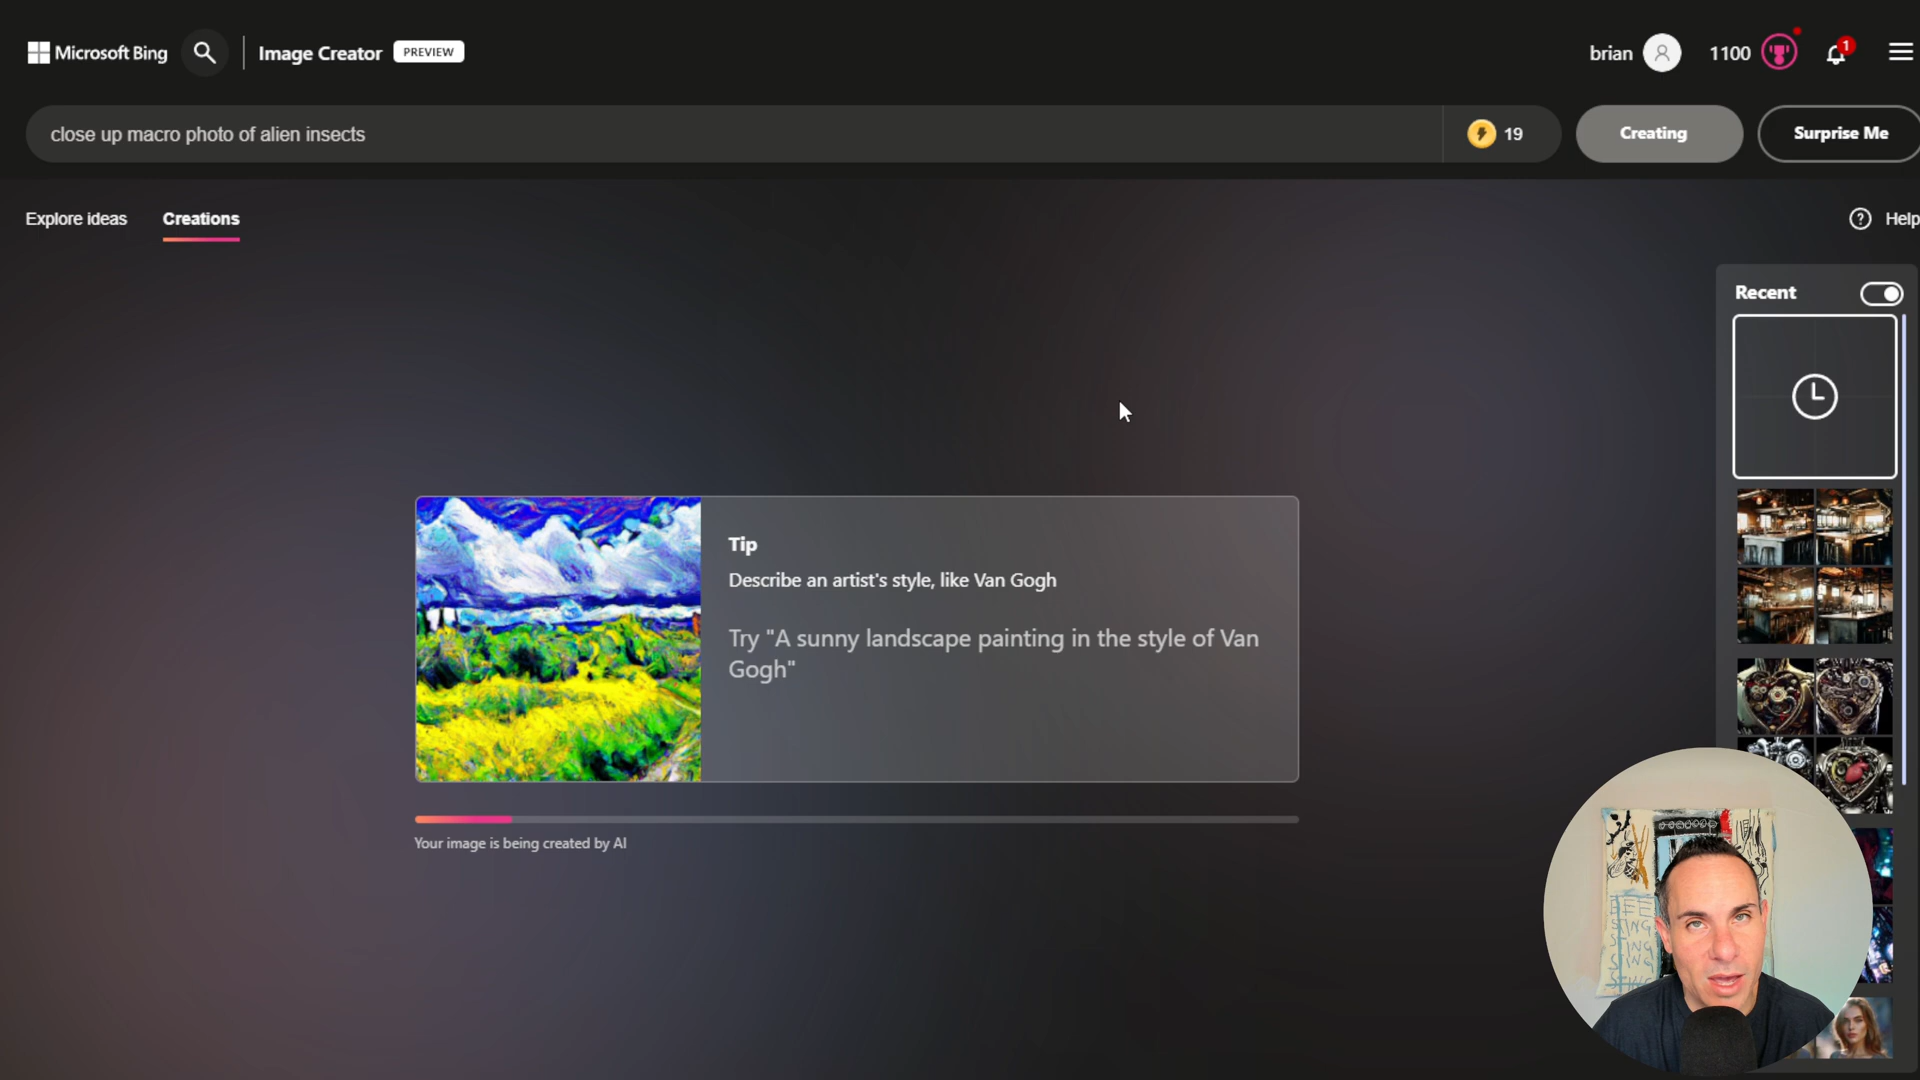 Microsoft Bing
Image Creator
PREVIEW
brian
1100
1
close up macro photo of alien insects
19
Creating
Surprise Me
Explore ideas
Creations
Help
Recent
Tip
Describe an artist's style, like Van Gogh
Try "A sunny landscape painting in the style of Van
Gogh"
Your image is being created by AI